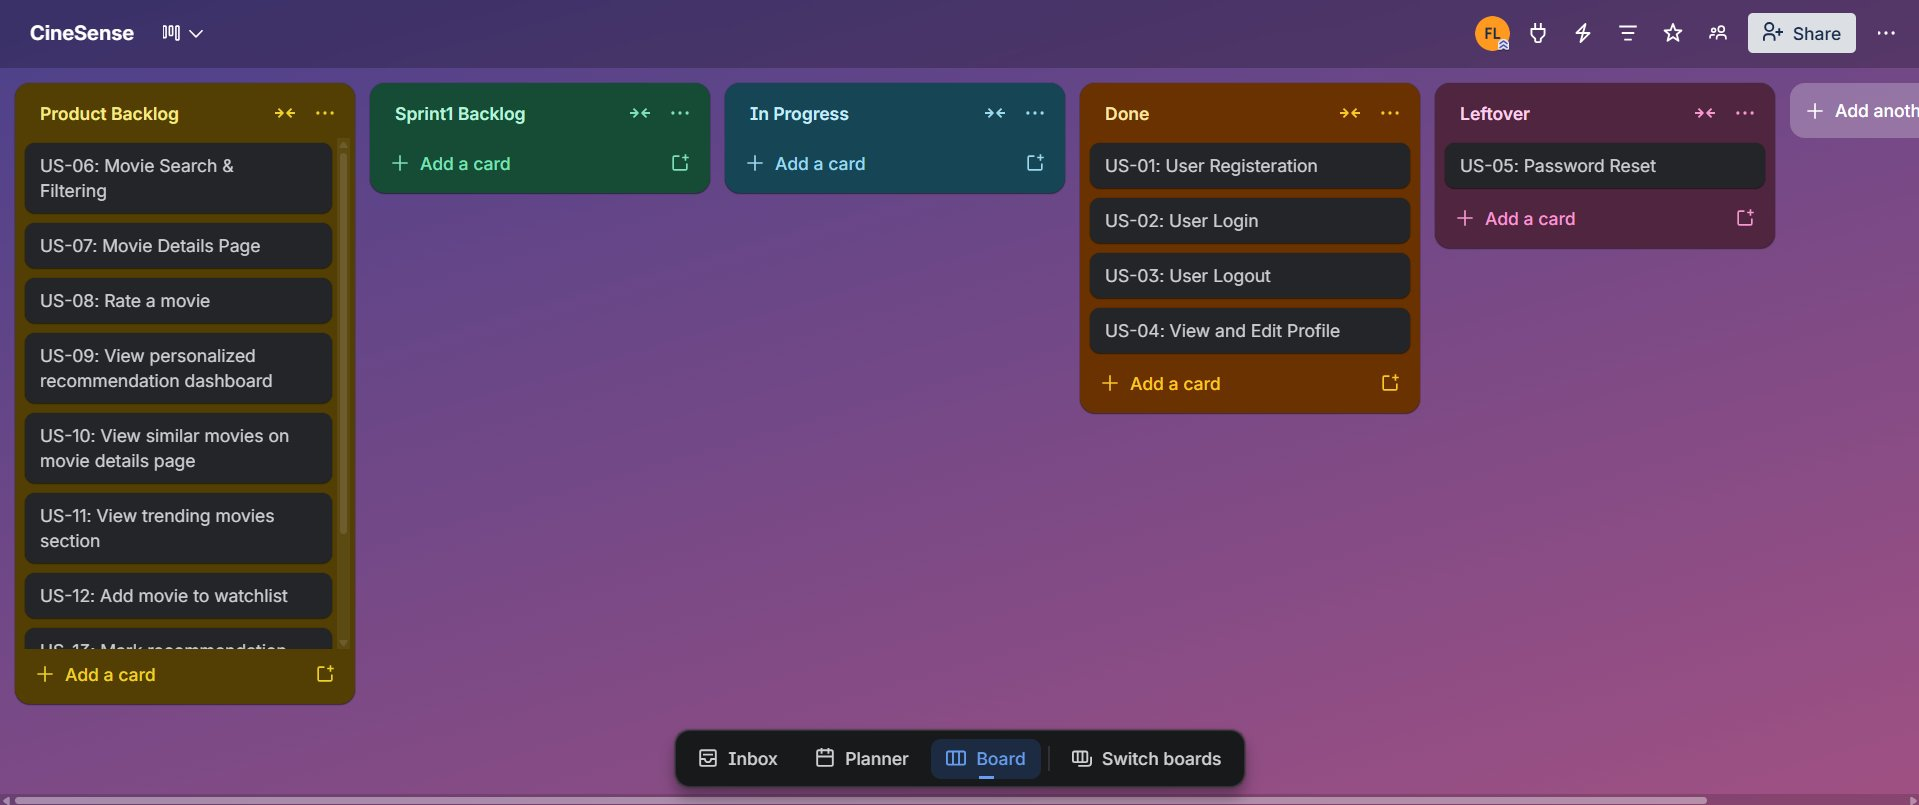 CineSense
FL
Share
Product Backlog
US-06: Movie Search &
Filtering
US-07: Movie Details Page
US-08: Rate a movie
US-09: View personalized
recommendation dashboard
US-10: View similar movies on
movie details page
US-11: View trending movies
section
US-12: Add movie to watchlist
US-13: Mark recommendation
Add a card
Sprint1 Backlog
Add a card
In Progress
Add a card
Done
US-01: User Registeration
US-02: User Login
US-03: User Logout
US-04: View and Edit Profile
Add a card
Leftover
US-05: Password Reset
Add a card
Add anoth
Inbox
Planner
Board
Switch boards